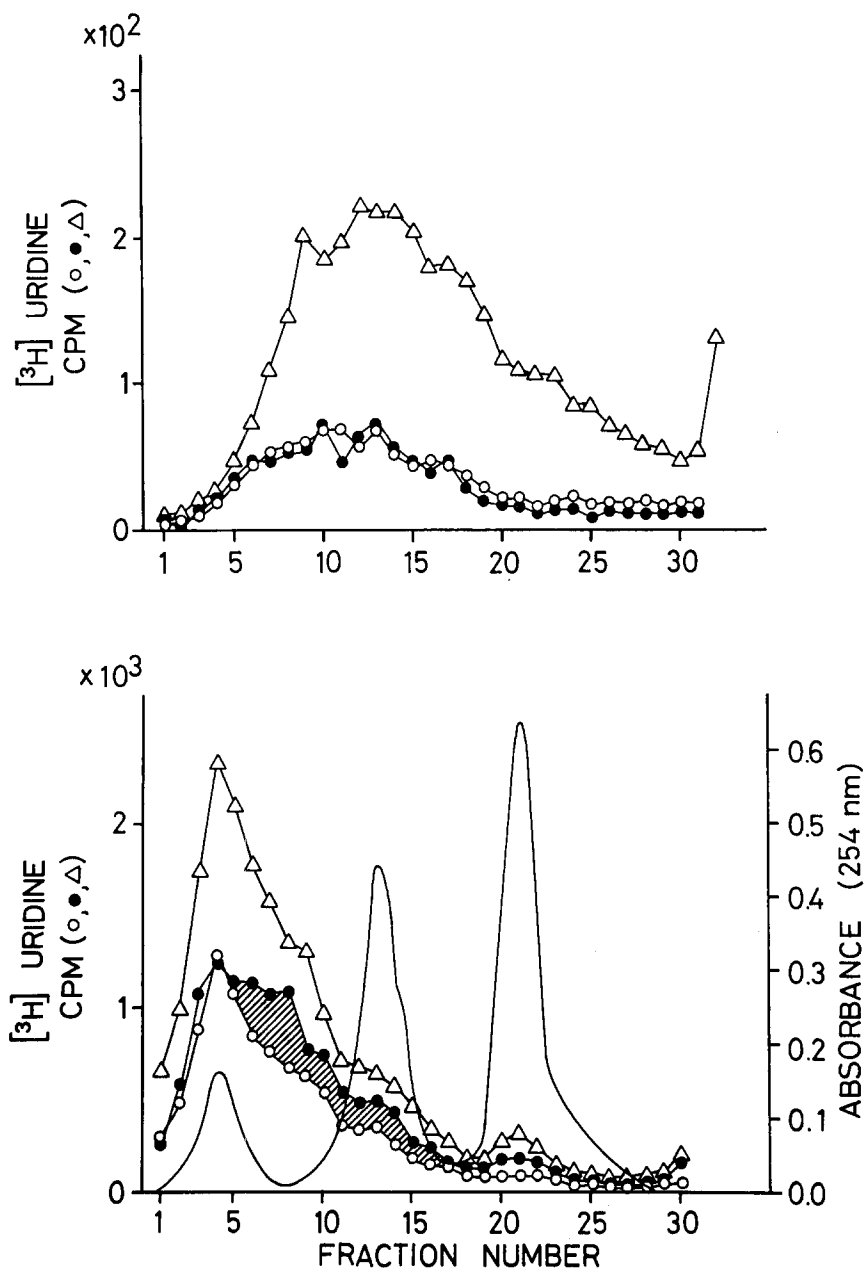 x10²
3
2
1
0
[³H] URIDINE
CPM (○,●,△)
1 5 10 15 20 25 30
x10³
2
1
0
[³H] URIDINE
CPM (○,●,△)
0.6
0.5
0.4
0.3
0.2
0.1
0.0
ABSORBANCE (254 nm)
1 5 10 15 20 25 30
FRACTION NUMBER